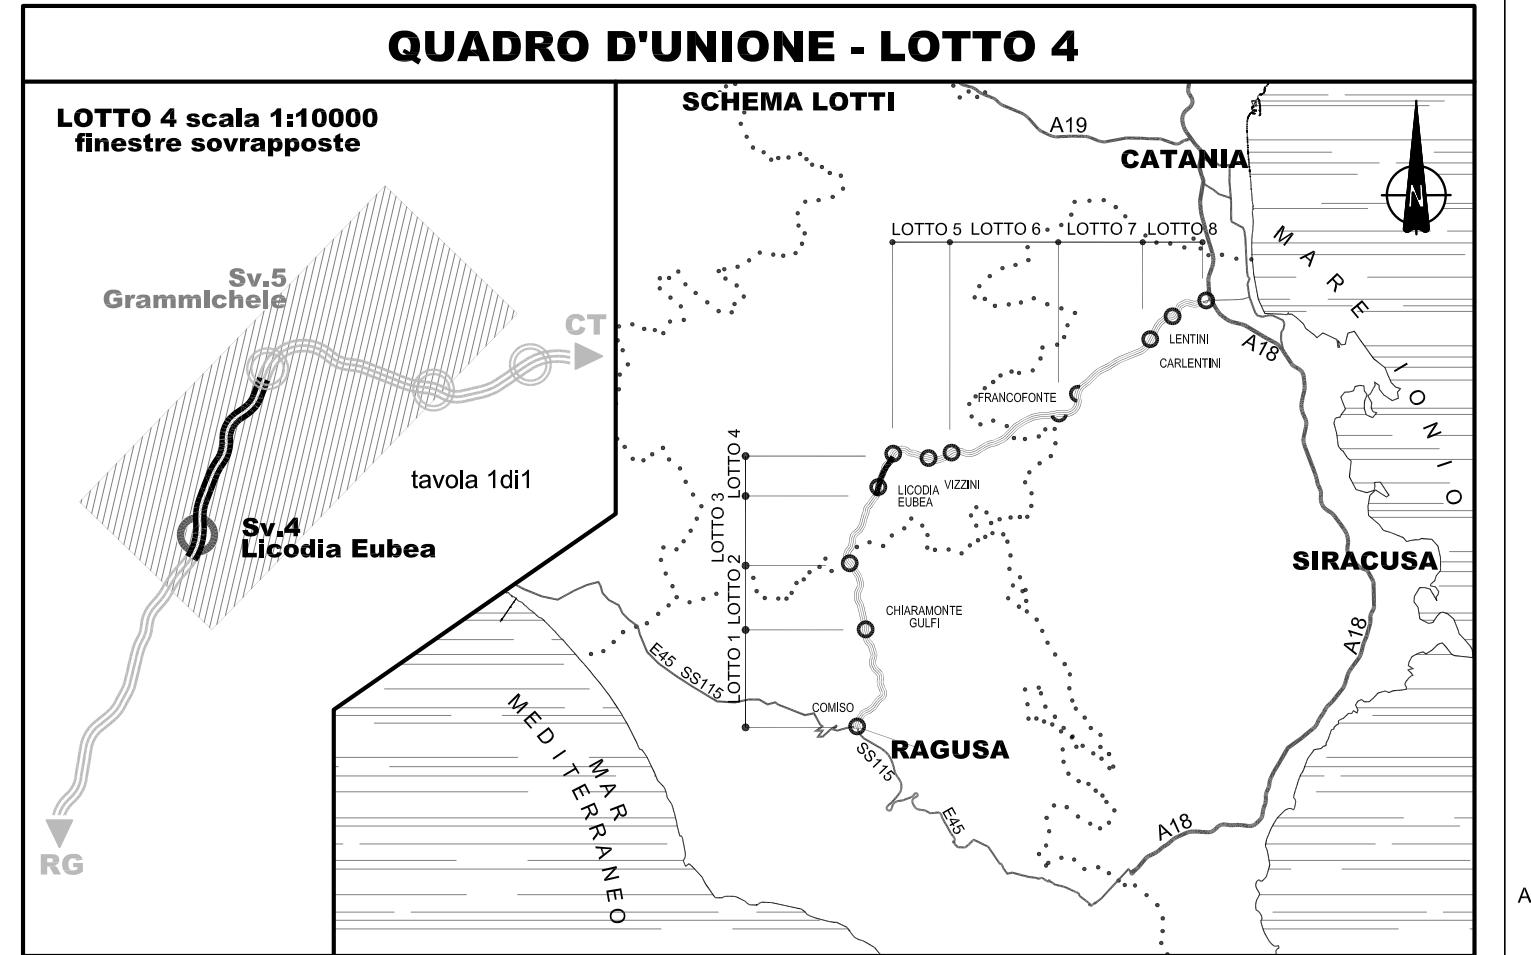 QUADRO D'UNIONE - LOTTO 4
LOTTO 4 scala 1:10000
finestre sovrapposte
Sv.5
GrammIchele
CT
tavola 1di1
Sv.4
Licodia Eubea
RG
SCHEMA LOTTI
A19
CATANIA
N
LOTTO 5
LOTTO 6
LOTTO 7
LOTTO 8
MARE IONIO
LENTINI
CARLENTINI
A18
FRANCOFONTE
LOTTO 4
LOTTO 3
LOTTO 2
LOTTO 1
LICODIA
EUBEA
VIZZINI
SIRACUSA
CHIARAMONTE
GULFI
A18
E45
SS115
COMISO
RAGUSA
SS115
E45
A18
MAR
MEDITERRANEO
A